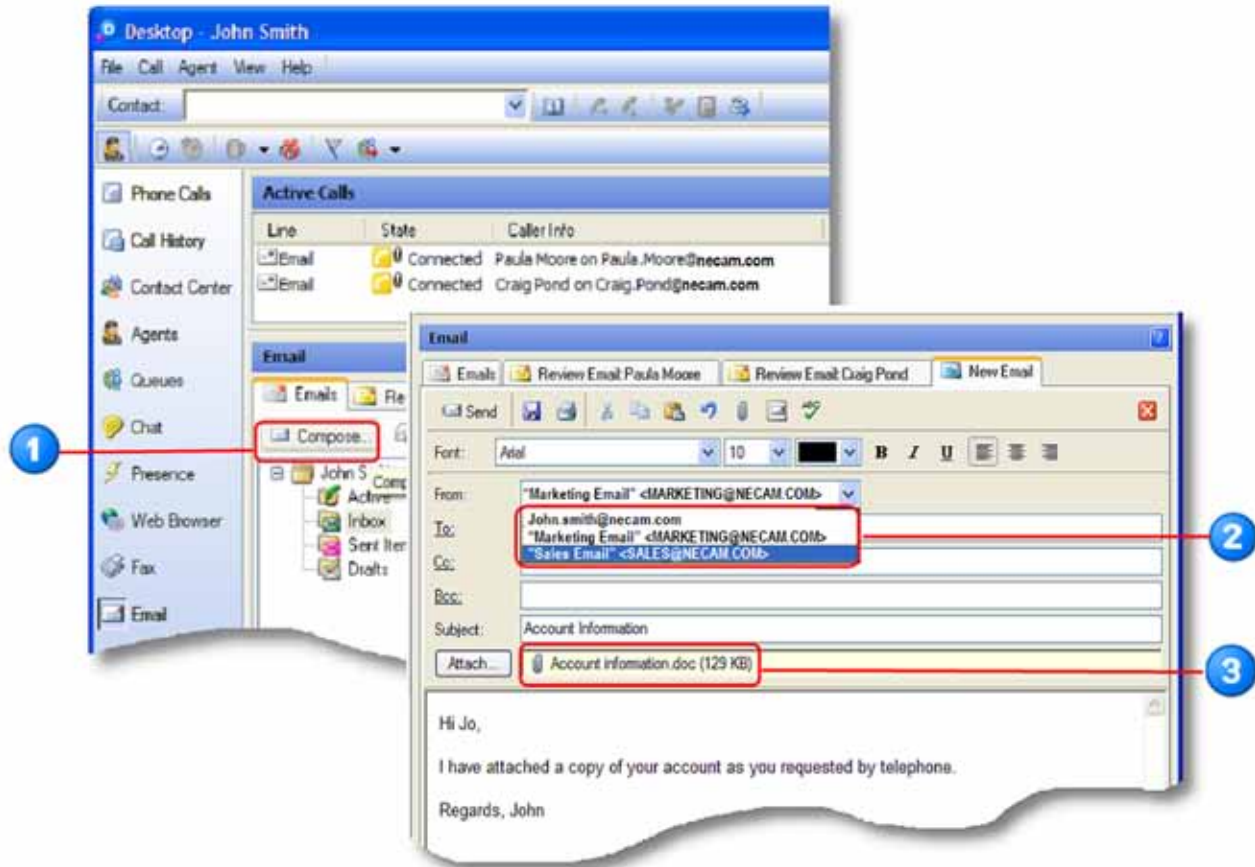 Desktop - John Smith
File Call Agent View Help
Contact:
Phone Calls
Call History
Contact Center
Agents
Queues
Chat
Presence
Web Browser
Fax
Email
Active Calls
Line State Caller Info
Email Connected Paula Moore on Paula.Moore@necam.com
Email Connected Craig Pond on Craig.Pond@necam.com
Email
Emails Re
1
Compose...
John S
Comp
Active
Inbox
Sent Iter
Drafts
Email
Emails Review Email: Paula Moore Review Email: Craig Pond New Email
Send
Font: Arial 10 B I U
From: "Marketing Email" <MARKETING@NECAM.COM>
John.smith@necam.com
To: "Marketing Email" <MARKETING@NECAM.COM>
2
Cc: "Sales Email" <SALES@NECAM.COM>
Bcc:
Subject: Account Information
Attach... Account information.doc (129 KB)
3
Hi Jo,
I have attached a copy of your account as you requested by telephone.
Regards, John